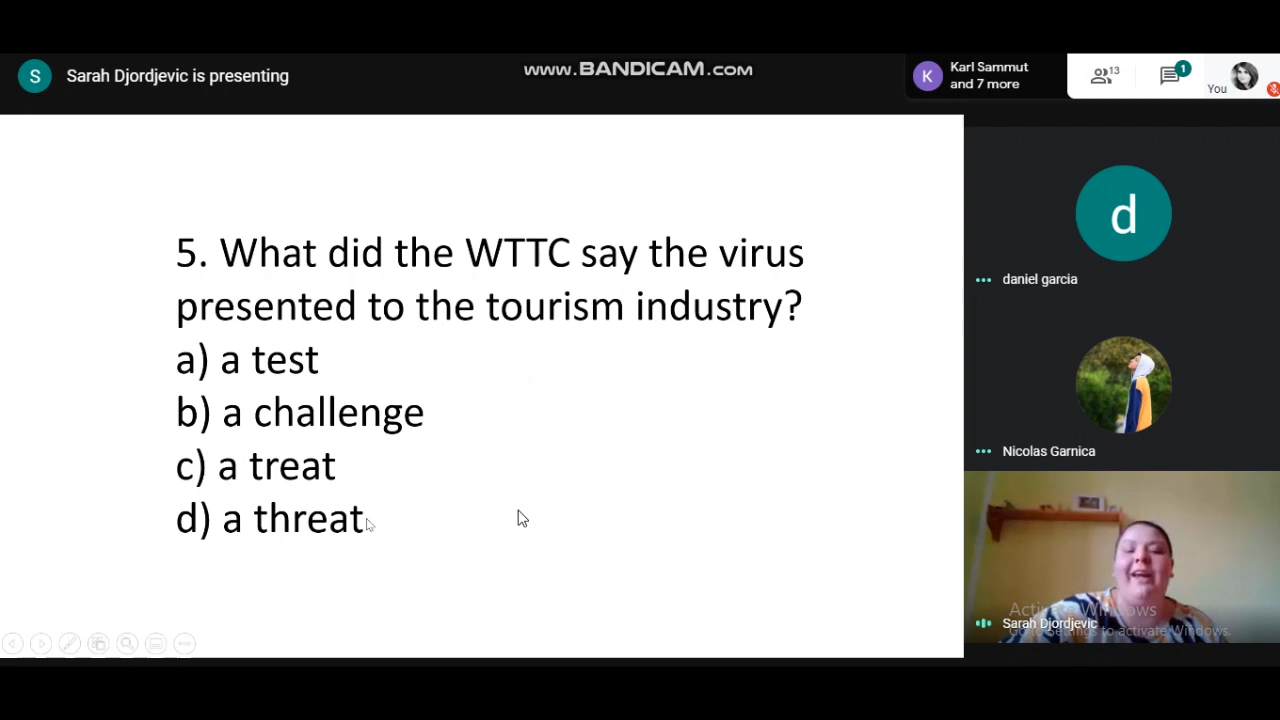 S
Sarah Djordjevic is presenting
www.BANDICAM.com
K
Karl Sammut
and 7 more
13
1
You
5. What did the WTTC say the virus
presented to the tourism industry?
a) a test
b) a challenge
c) a treat
d) a threat
d
daniel garcia
Nicolas Garnica
Activate Windows
Sarah Djordjevic
Go to Settings to activate Windows.